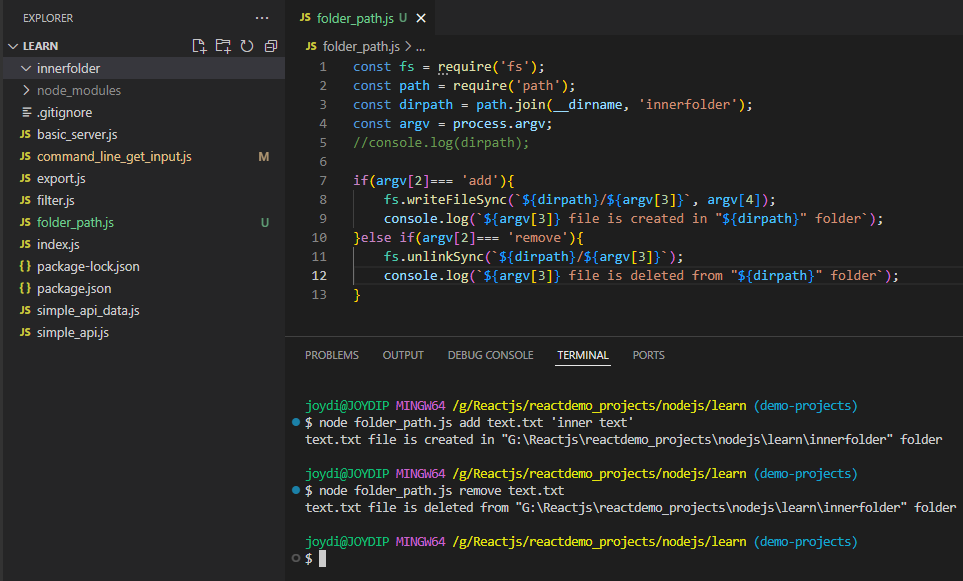 EXPLORER ...
LEARN
innerfolder
node_modules
.gitignore
JS basic_server.js
JS command_line_get_input.js M
JS export.js
JS filter.js
JS folder_path.js U
JS index.js
{} package-lock.json
{} package.json
JS simple_api_data.js
JS simple_api.js
JS folder_path.js U ×
JS folder_path.js > ...
1 const fs = require('fs');
2 const path = require('path');
3 const dirpath = path.join(__dirname, 'innerfolder');
4 const argv = process.argv;
5 //console.log(dirpath);
6
7 if(argv[2]=== 'add'){
8 fs.writeFileSync(`${dirpath}/${argv[3]}`, argv[4]);
9 console.log(`${argv[3]} file is created in "${dirpath}" folder`);
10 }else if(argv[2]=== 'remove'){
11 fs.unlinkSync(`${dirpath}/${argv[3]}`);
12 console.log(`${argv[3]} file is deleted from "${dirpath}" folder`);
13 }
PROBLEMS OUTPUT DEBUG CONSOLE TERMINAL PORTS
joydi@JOYDIP MINGW64 /g/Reactjs/reactdemo_projects/nodejs/learn (demo-projects)
$ node folder_path.js add text.txt 'inner text'
text.txt file is created in "G:\Reactjs\reactdemo_projects\nodejs\learn\innerfolder" folder
joydi@JOYDIP MINGW64 /g/Reactjs/reactdemo_projects/nodejs/learn (demo-projects)
$ node folder_path.js remove text.txt
text.txt file is deleted from "G:\Reactjs\reactdemo_projects\nodejs\learn\innerfolder" folder
joydi@JOYDIP MINGW64 /g/Reactjs/reactdemo_projects/nodejs/learn (demo-projects)
$